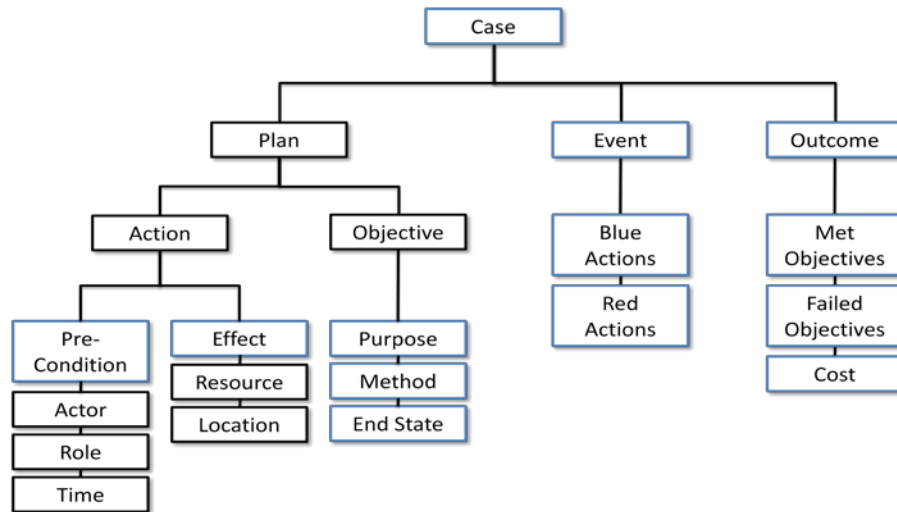 Case
Plan
Event
Outcome
Action
Objective
Blue
Actions
Met
Objectives
Red
Actions
Failed
Objectives
Pre-
Condition
Effect
Purpose
Resource
Method
Cost
Actor
Location
End State
Role
Time